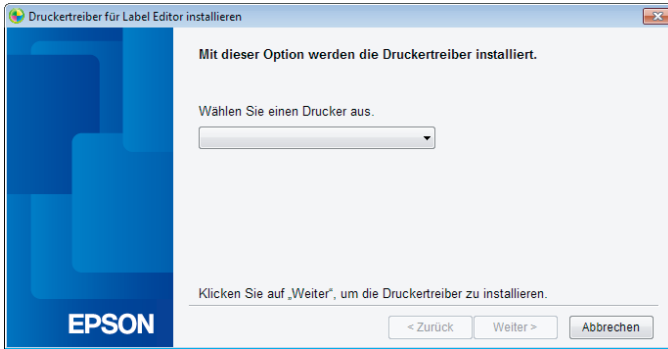 Druckertreiber für Label Editor installieren
Mit dieser Option werden die Druckertreiber installiert.
Wählen Sie einen Drucker aus.
Klicken Sie auf „Weiter“, um die Druckertreiber zu installieren.
EPSON
< Zurück Weiter > Abbrechen